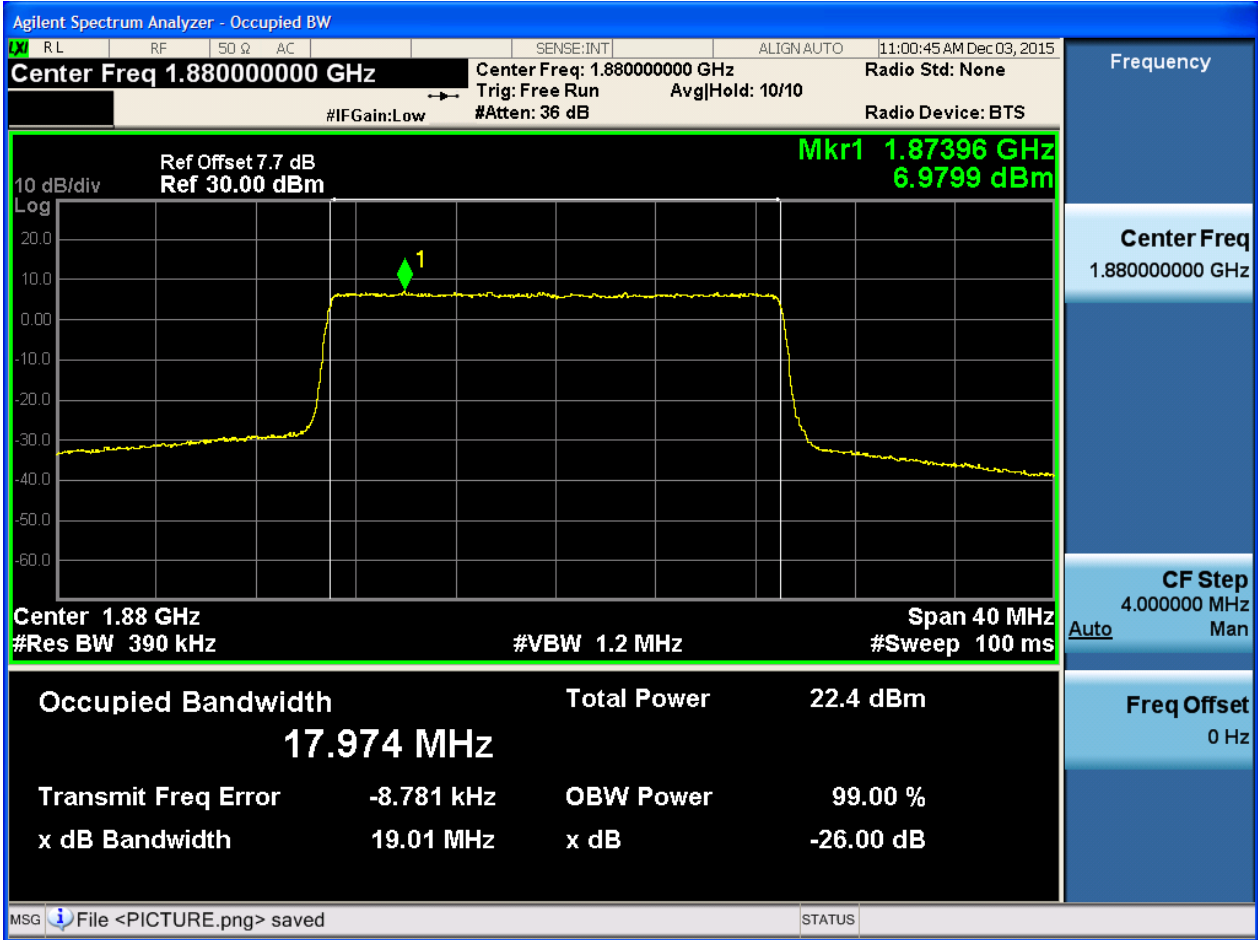 Agilent Spectrum Analyzer - Occupied BW
LXI RL RF 50 Ω AC SENSE:INT ALIGN AUTO 11:00:45 AM Dec 03, 2015
Center Freq 1.880000000 GHz
Center Freq: 1.880000000 GHz
Radio Std: None
Trig: Free Run Avg|Hold: 10/10
#IFGain:Low
#Atten: 36 dB
Radio Device: BTS
Mkr1 1.87396 GHz
6.9799 dBm
Ref Offset 7.7 dB
10 dB/div Ref 30.00 dBm
Log
20.0
1
10.0
0.00
-10.0
-20.0
-30.0
-40.0
-50.0
-60.0
Center 1.88 GHz Span 40 MHz
#Res BW 390 kHz #VBW 1.2 MHz #Sweep 100 ms
Occupied Bandwidth Total Power 22.4 dBm
17.974 MHz
Transmit Freq Error -8.781 kHz OBW Power 99.00 %
x dB Bandwidth 19.01 MHz x dB -26.00 dB
Frequency
Center Freq
1.880000000 GHz
CF Step
4.000000 MHz
Auto Man
Freq Offset
0 Hz
MSG File <PICTURE.png> saved STATUS